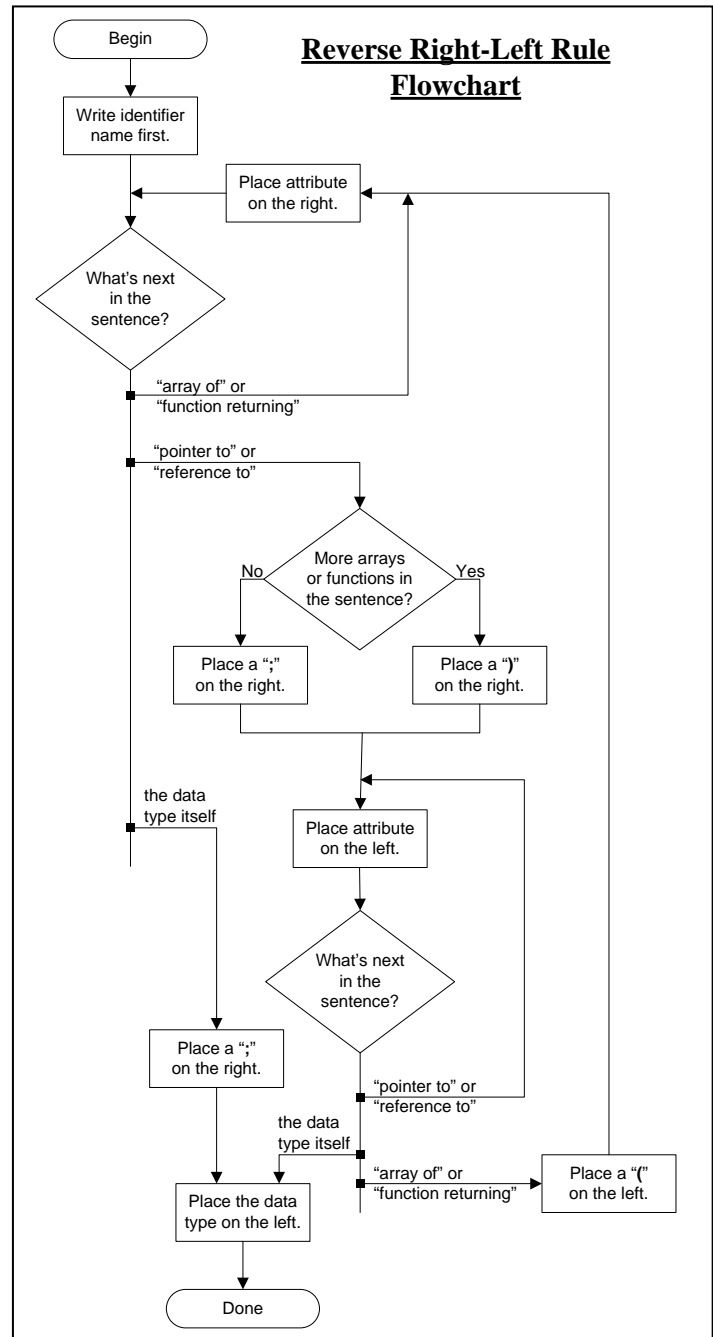 Begin
Reverse Right-Left Rule
Flowchart
Write identifier
name first.
Place attribute
on the right.
What’s next
in the
sentence?
“array of” or
“function returning”
“pointer to” or
“reference to”
More arrays
or functions in
the sentence?
No
Yes
Place a “;”
on the right.
Place a “)”
on the right.
the data
type itself
Place attribute
on the left.
What’s next
in the
sentence?
Place a “;”
on the right.
“pointer to” or
“reference to”
the data
type itself
“array of” or
“function returning”
Place a “(”
on the left.
Place the data
type on the left.
Done